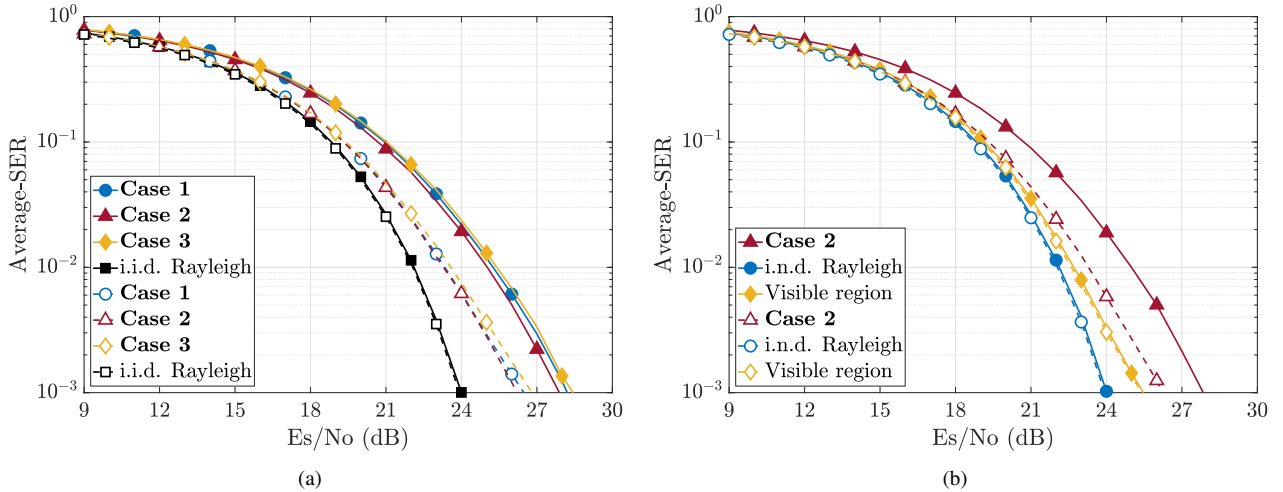 10^0
10^-1
10^-2
10^-3
Average-SER
Case 1
Case 2
Case 3
i.i.d. Rayleigh
Case 1
Case 2
Case 3
i.i.d. Rayleigh
9 12 15 18 21 24 27 30
Es/No (dB)
(a)
10^0
10^-1
10^-2
10^-3
Average-SER
Case 2
i.n.d. Rayleigh
Visible region
Case 2
i.n.d. Rayleigh
Visible region
9 12 15 18 21 24 27 30
Es/No (dB)
(b)